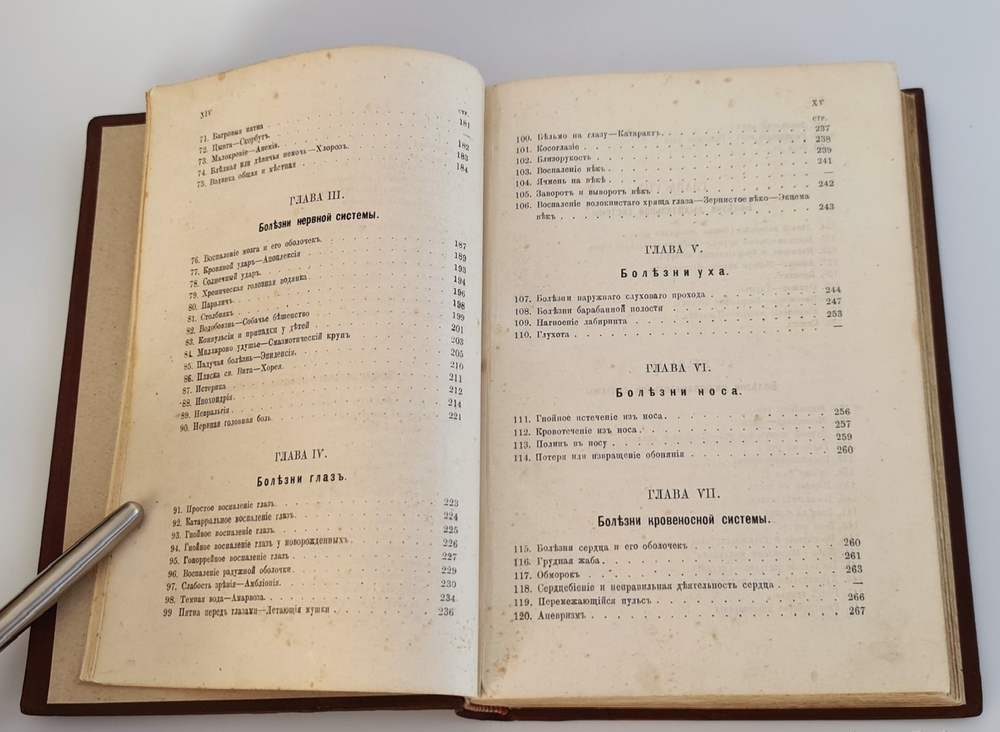 XIV
СТР.
71. Багровыя пятна . 181
72. Цынга—Скорбутъ. —
73. Малокровіе—Анемія. 182
74. Блѣдная или дѣвичья немочь—Хлорозъ. 183
75. Водянка общая и мѣстная . 184
ГЛАВА III.
Болѣзни нервной системы.
76. Воспаленіе мозга и его оболочекъ. 187
77. Кровяной ударъ—Апоплексія 189
78. Солнечный ударъ. 193
79. Хроническая головная водянка 194
80. Параличъ. 196
81. Столбнякъ 198
82. Водобоязнь—Собачье бѣшенство 199
83. Конвульсіи и припадки у дѣтей 201
84. Милларово удушье—Спазмотическій крупъ 203
85. Падучая болѣзнь—Эпилепсія. 205
86. Пляска св. Вита—Хорея. 210
87. Истерика 211
88. Ипохондрія. 212
89. Невральгія 214
90. Нервная головная боль. 221
ГЛАВА IV.
Болѣзни глазъ.
91. Простое воспаленіе глазъ. 223
92. Катарральное воспаленіе глазъ. 224
93. Гнойное воспаленіе глазъ. 225
94. Гнойное воспаленіе глазъ у новорожденныхъ. 226
95. Гоноррейное воспаленіе глазъ . 227
96. Воспаленіе радужной оболочки . 229
97. Слабость зрѣнія—Амбліопія. 230
98. Темная вода—Амаврозъ. 234
99 Пятна передъ глазами—Летающія мушки . 236
XV
СТР.
100. Бѣльмо на глазу—Катарактъ. 237
101. Косоглазіе . 238
102. Близорукость . 239
103. Воспаленіе вѣкъ . 241
104. Ячмень на вѣкѣ . —
105. Заворотъ и выворотъ вѣкъ . 242
106. Воспаленіе волокнистаго хряща глаза—Зернистое вѣко—Экцема
вѣкъ . 243
ГЛАВА V.
Болѣзни уха.
107. Болѣзни наружнаго слуховаго прохода . 244
108. Болѣзни барабанной полости . 247
109. Нагноеніе лабиринта . 253
110. Глухота . —
ГЛАВА VI.
Болѣзни носа.
111. Гнойное истеченіе изъ носа. 256
112. Кровотеченіе изъ носа. 257
113. Полипъ въ носу . 259
114. Потеря или извращеніе обонянія . 260
ГЛАВА VII.
Болѣзни кровеносной системы.
115. Болѣзни сердца и его оболочекъ . 260
116. Грудная жаба. 261
117. Обморокъ . 263
118. Сердцебіеніе и неправильная дѣятельность сердца . —
119. Перемежающійся пульсъ . 266
120. Аневризмъ . 267